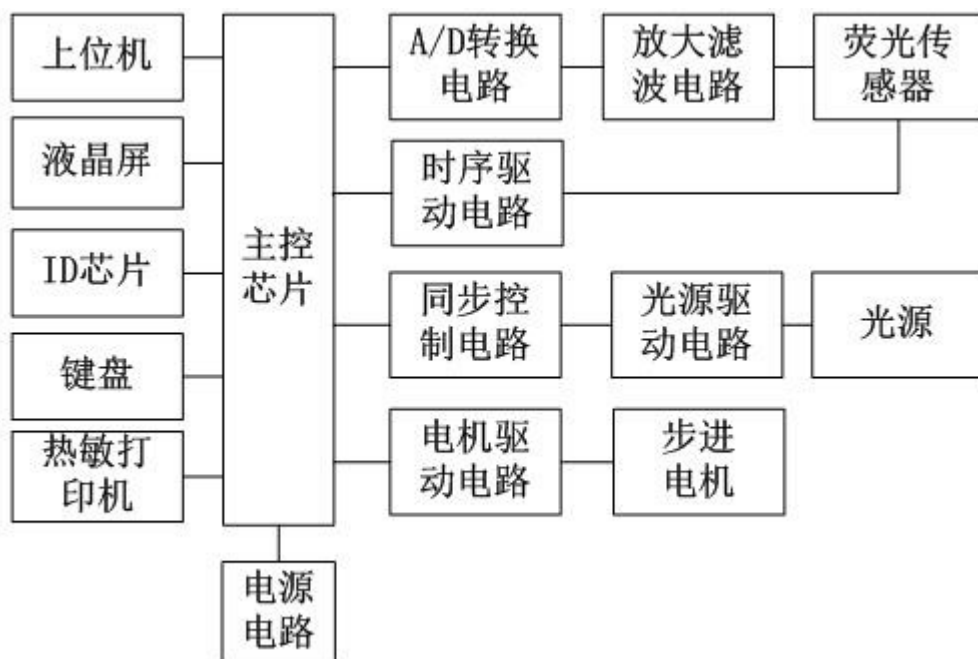 上位机
液晶屏
ID芯片
键盘
热敏打
印机
主控
芯片
电源
电路
A/D转换
电路
放大滤
波电路
荧光传
感器
时序驱
动电路
同步控
制电路
光源驱
动电路
光源
电机驱
动电路
步进
电机